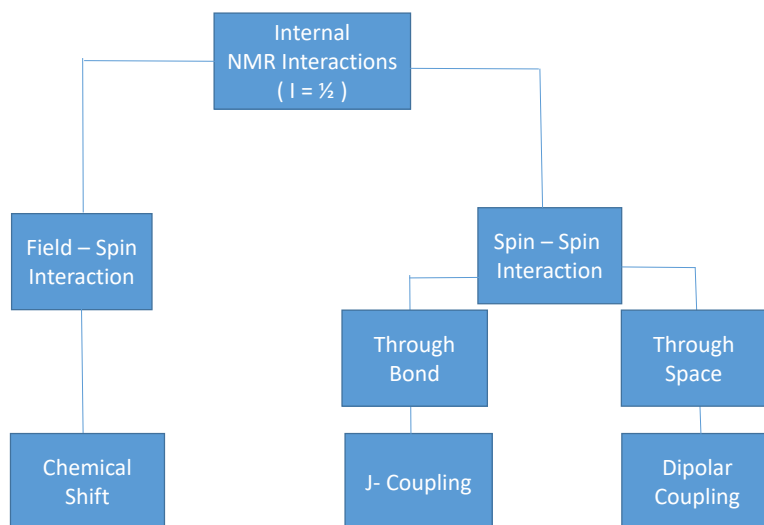 Internal
NMR Interactions
( I = ½ )
Field – Spin
Interaction
Spin – Spin
Interaction
Through
Bond
Through
Space
Chemical
Shift
J- Coupling
Dipolar
Coupling